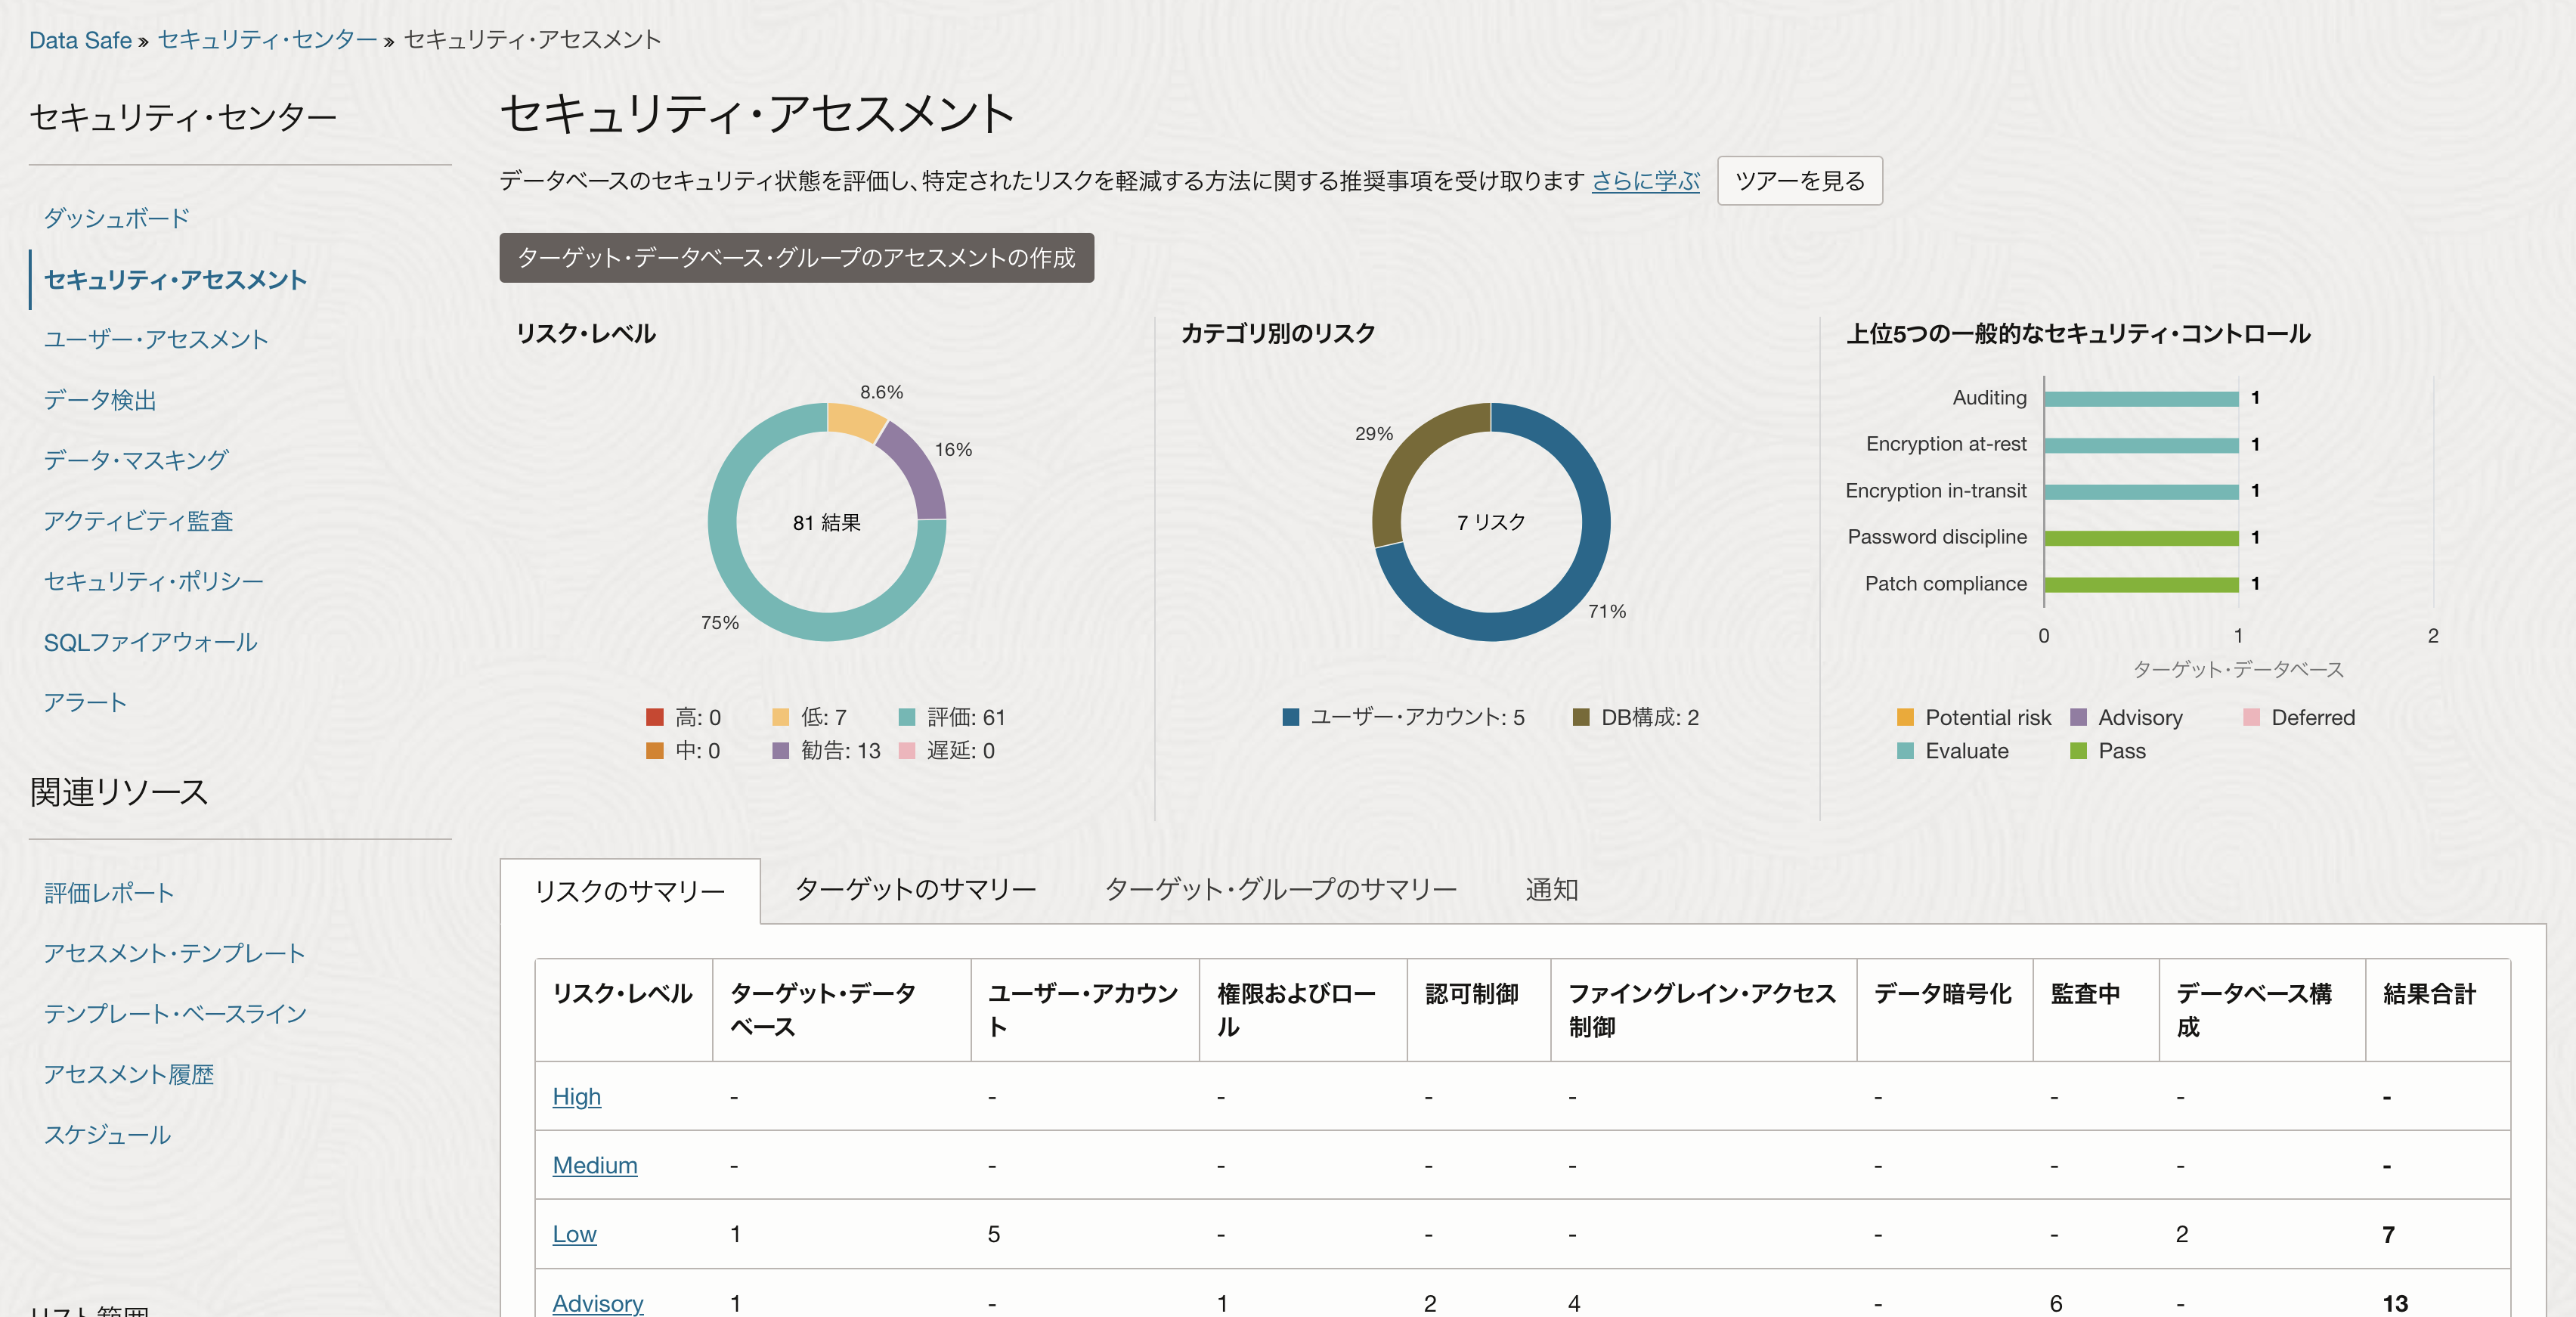 Data Safe » セキュリティ・センター » セキュリティ・アセスメント
セキュリティ・センター
ダッシュボード
セキュリティ・アセスメント
ユーザー・アセスメント
データ検出
データ・マスキング
アクティビティ監査
セキュリティ・ポリシー
SQLファイアウォール
アラート
関連リソース
評価レポート
アセスメント・テンプレート
テンプレート・ベースライン
アセスメント履歴
スケジュール
リスト範囲
セキュリティ・アセスメント
データベースのセキュリティ状態を評価し、特定されたリスクを軽減する方法に関する推奨事項を受け取ります さらに学ぶ ツアーを見る
ターゲット・データベース・グループのアセスメントの作成
リスク・レベル
8.6%
16%
81 結果
75%
高: 0 低: 7 評価: 61
中: 0 勧告: 13 遅延: 0
カテゴリ別のリスク
29%
7 リスク
71%
ユーザー・アカウント: 5 DB構成: 2
上位5つの一般的なセキュリティ・コントロール
Auditing 1
Encryption at-rest 1
Encryption in-transit 1
Password discipline 1
Patch compliance 1
0 1 2
ターゲット・データベース
Potential risk Advisory Deferred
Evaluate Pass
リスクのサマリー ターゲットのサマリー ターゲット・グループのサマリー 通知
リスク・レベル ターゲット・データベース ユーザー・アカウント 権限およびロール 認可制御 ファイングレイン・アクセス制御 データ暗号化 監査中 データベース構成 結果合計
High - - - - - - - - -
Medium - - - - - - - - -
Low 1 5 - - - - - 2 7
Advisory 1 - 1 2 4 - 6 - 13